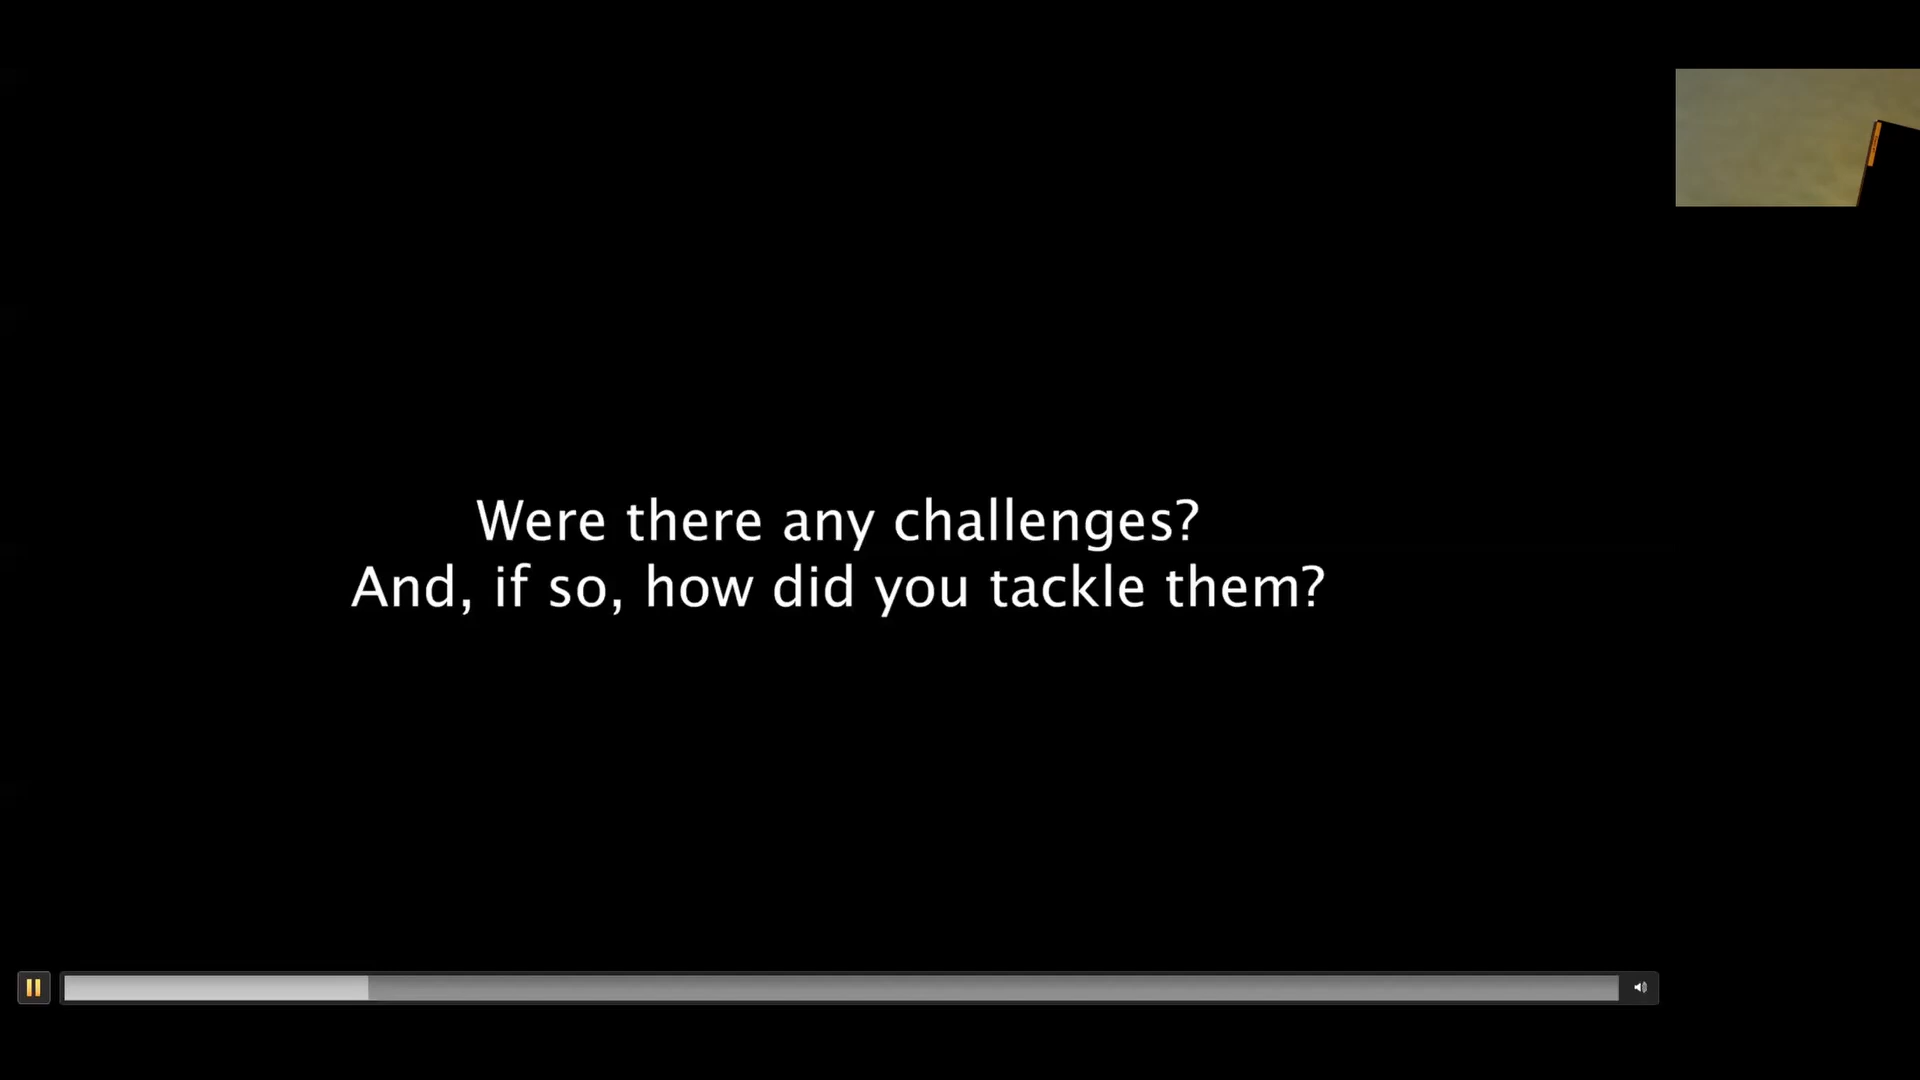 Were there any challenges?
And, if so, how did you tackle them?